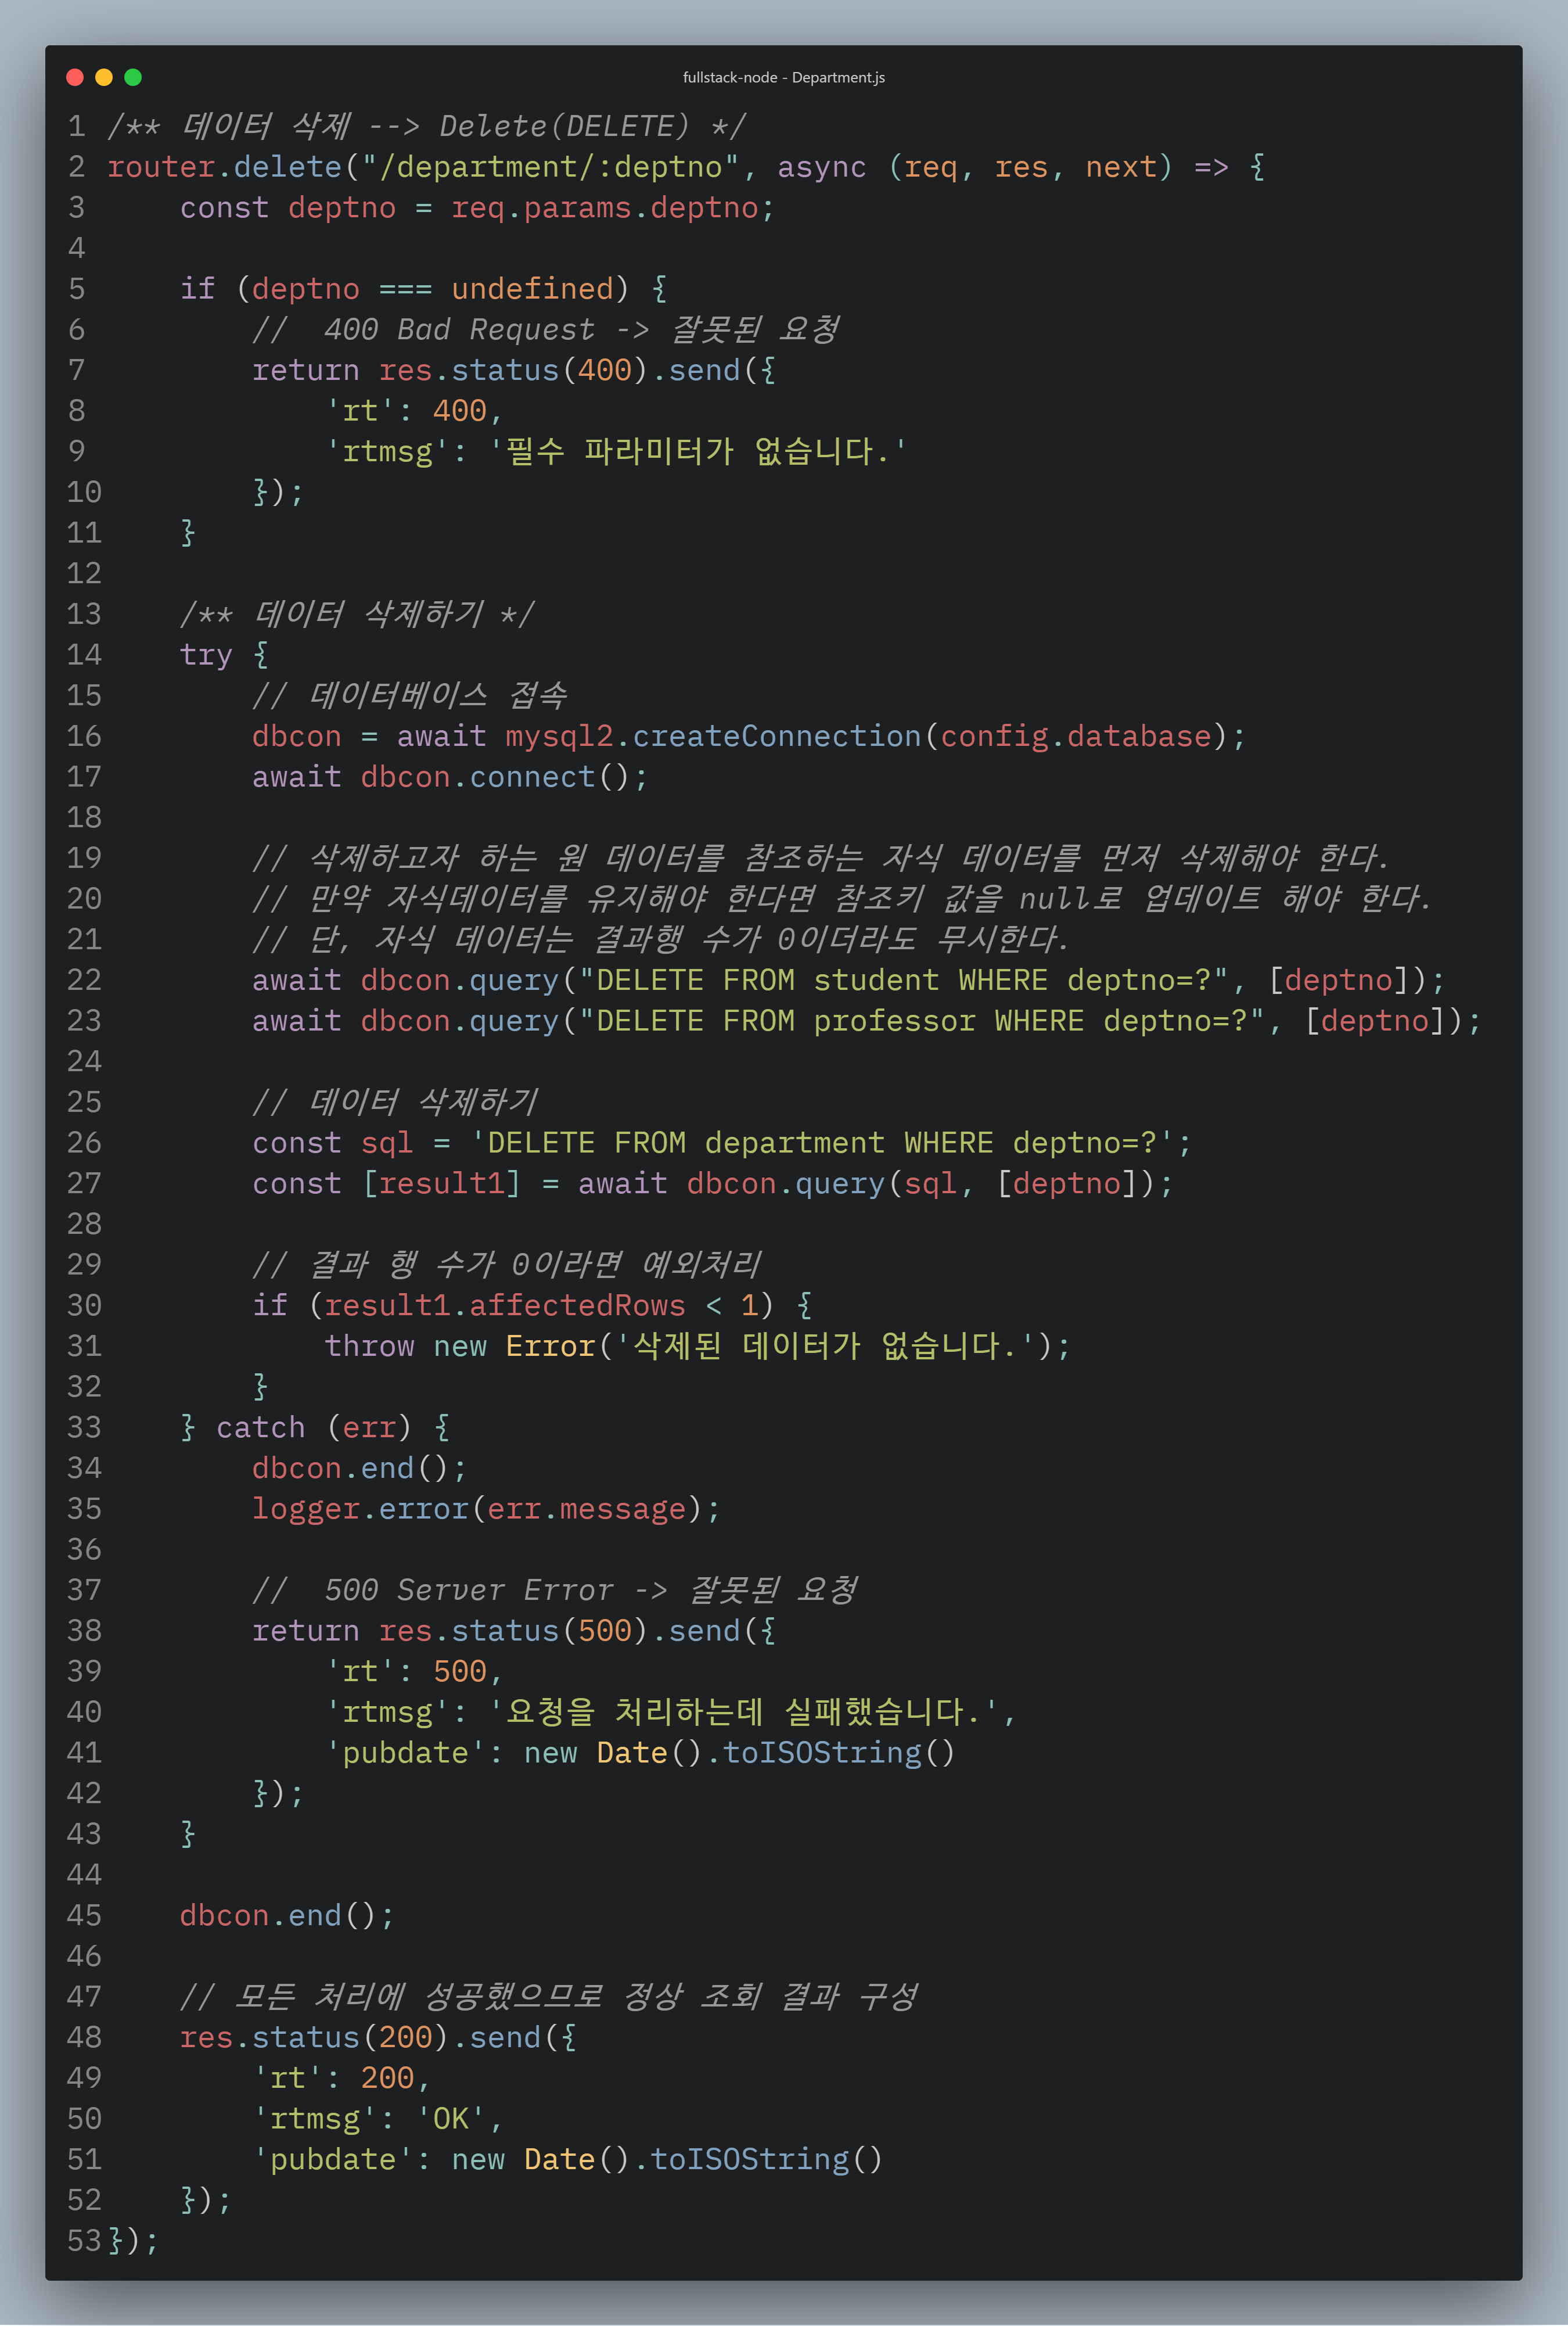 fullstack-node - Department.js
1 /** 데이터 삭제 --> Delete(DELETE) */
2 router.delete("/department/:deptno", async (req, res, next) => {
3     const deptno = req.params.deptno;
4
5     if (deptno === undefined) {
6         //  400 Bad Request -> 잘못된 요청
7         return res.status(400).send({
8             'rt': 400,
9             'rtmsg': '필수 파라미터가 없습니다.'
10         });
11     }
12
13     /** 데이터 삭제하기 */
14     try {
15         // 데이터베이스 접속
16         dbcon = await mysql2.createConnection(config.database);
17         await dbcon.connect();
18
19         // 삭제하고자 하는 원 데이터를 참조하는 자식 데이터를 먼저 삭제해야 한다.
20         // 만약 자식데이터를 유지해야 한다면 참조키 값을 null로 업데이트 해야 한다.
21         // 단, 자식 데이터는 결과행 수가 0이더라도 무시한다.
22         await dbcon.query("DELETE FROM student WHERE deptno=?", [deptno]);
23         await dbcon.query("DELETE FROM professor WHERE deptno=?", [deptno]);
24
25         // 데이터 삭제하기
26         const sql = 'DELETE FROM department WHERE deptno=?';
27         const [result1] = await dbcon.query(sql, [deptno]);
28
29         // 결과 행 수가 0이라면 예외처리
30         if (result1.affectedRows < 1) {
31             throw new Error('삭제된 데이터가 없습니다.');
32         }
33     } catch (err) {
34         dbcon.end();
35         logger.error(err.message);
36
37         //  500 Server Error -> 잘못된 요청
38         return res.status(500).send({
39             'rt': 500,
40             'rtmsg': '요청을 처리하는데 실패했습니다.',
41             'pubdate': new Date().toISOString()
42         });
43     }
44
45     dbcon.end();
46
47     // 모든 처리에 성공했으므로 정상 조회 결과 구성
48     res.status(200).send({
49         'rt': 200,
50         'rtmsg': 'OK',
51         'pubdate': new Date().toISOString()
52     });
53 });